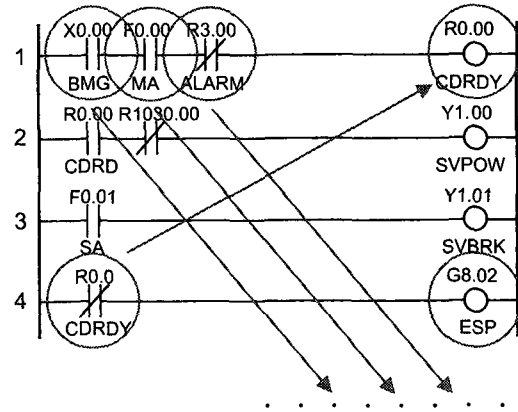 X0.00 F0.00 R3.00 R0.00
1
BMG MA ALARM CDRDY
R0.00 R1030.00 Y1.00
2
CDRD SVPOW
F0.01 Y1.01
3
SA SVBRK
R0.0 G8.02
4
CDRDY ESP
. . . . . . . .